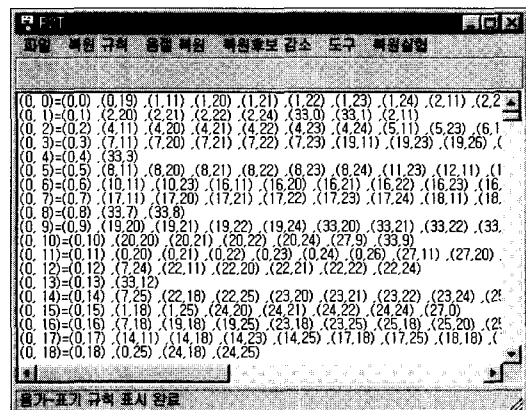 P2T
파일 복원 규칙 음절 복원 복원후보 감소 도구 복원실험
(0, 0)=(0,0) ,(0,19) ,(1,11) ,(1,20) ,(1,21) ,(1,22) ,(1,23) ,(1,24) ,(2,11) ,(2,2
(0, 1)=(0,1) ,(2,20) ,(2,21) ,(2,22) ,(2,24) ,(33,0) ,(33,1) ,(2,11)
(0, 2)=(0,2) ,(4,11) ,(4,20) ,(4,21) ,(4,22) ,(4,23) ,(4,24) ,(5,11) ,(5,23) ,(6,1
(0, 3)=(0,3) ,(7,11) ,(7,20) ,(7,21) ,(7,22) ,(7,23) ,(19,11) ,(19,23) ,(19,26) ,(
(0, 4)=(0,4) ,(33,3)
(0, 5)=(0,5) ,(8,11) ,(8,20) ,(8,21) ,(8,22) ,(8,23) ,(8,24) ,(11,23) ,(12,11) ,(1
(0, 6)=(0,6) ,(10,11) ,(10,23) ,(16,11) ,(16,20) ,(16,21) ,(16,22) ,(16,23) ,(16,
(0, 7)=(0,7) ,(17,11) ,(17,20) ,(17,21) ,(17,22) ,(17,23) ,(17,24) ,(18,11) ,(18,
(0, 8)=(0,8) ,(33,7) ,(33,8)
(0, 9)=(0,9) ,(19,20) ,(19,21) ,(19,22) ,(19,24) ,(33,20) ,(33,21) ,(33,22) ,(33,
(0, 10)=(0,10) ,(20,20) ,(20,21) ,(20,22) ,(20,24) ,(27,9) ,(33,9)
(0, 11)=(0,11) ,(0,20) ,(0,21) ,(0,22) ,(0,23) ,(0,24) ,(0,26) ,(27,11) ,(27,20) ,
(0, 12)=(0,12) ,(7,24) ,(22,11) ,(22,20) ,(22,21) ,(22,22) ,(22,24)
(0, 13)=(0,13) ,(33,12)
(0, 14)=(0,14) ,(7,25) ,(22,18) ,(22,25) ,(23,20) ,(23,21) ,(23,22) ,(23,24) ,(25
(0, 15)=(0,15) ,(1,18) ,(1,25) ,(24,20) ,(24,21) ,(24,22) ,(24,24) ,(27,0)
(0, 16)=(0,16) ,(7,18) ,(19,18) ,(19,25) ,(23,18) ,(23,25) ,(25,18) ,(25,20) ,(25
(0, 17)=(0,17) ,(14,11) ,(14,18) ,(14,23) ,(14,25) ,(17,18) ,(17,25) ,(18,18) ,(
(0, 18)=(0,18) ,(0,25) ,(24,18) ,(24,25)
음가-표기 규칙 표시 완료